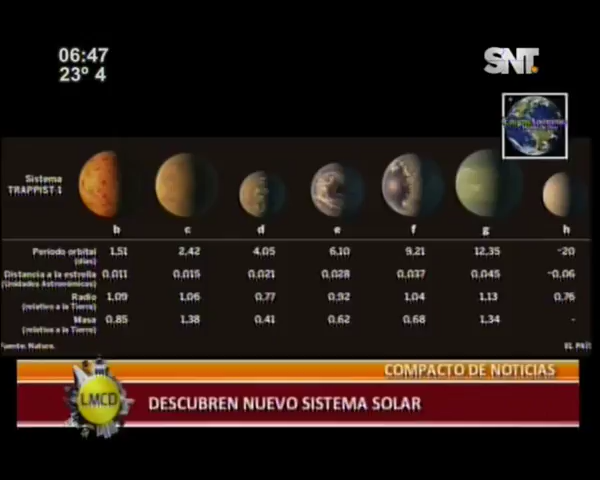 06:47
23º 4
SNT.
Sistema
TRAPPIST-1
b c d e f g h
Período orbital 1,51 2,42 4,05 6,10 9,21 12,35 ~20
(días)
Distancia a la estrella 0,011 0,015 0,021 0,028 0,037 0,045 ~0,06
(Unidades Astronómicas)
Radio 1,09 1,06 0,77 0,92 1,04 1,13 0,76
(relativo a la Tierra)
Masa 0,85 1,38 0,41 0,62 0,68 1,34 -
(relativa a la Tierra)
Fuente: Nature. EL PAÍS
COMPACTO DE NOTICIAS
LMCD
DESCUBREN NUEVO SISTEMA SOLAR